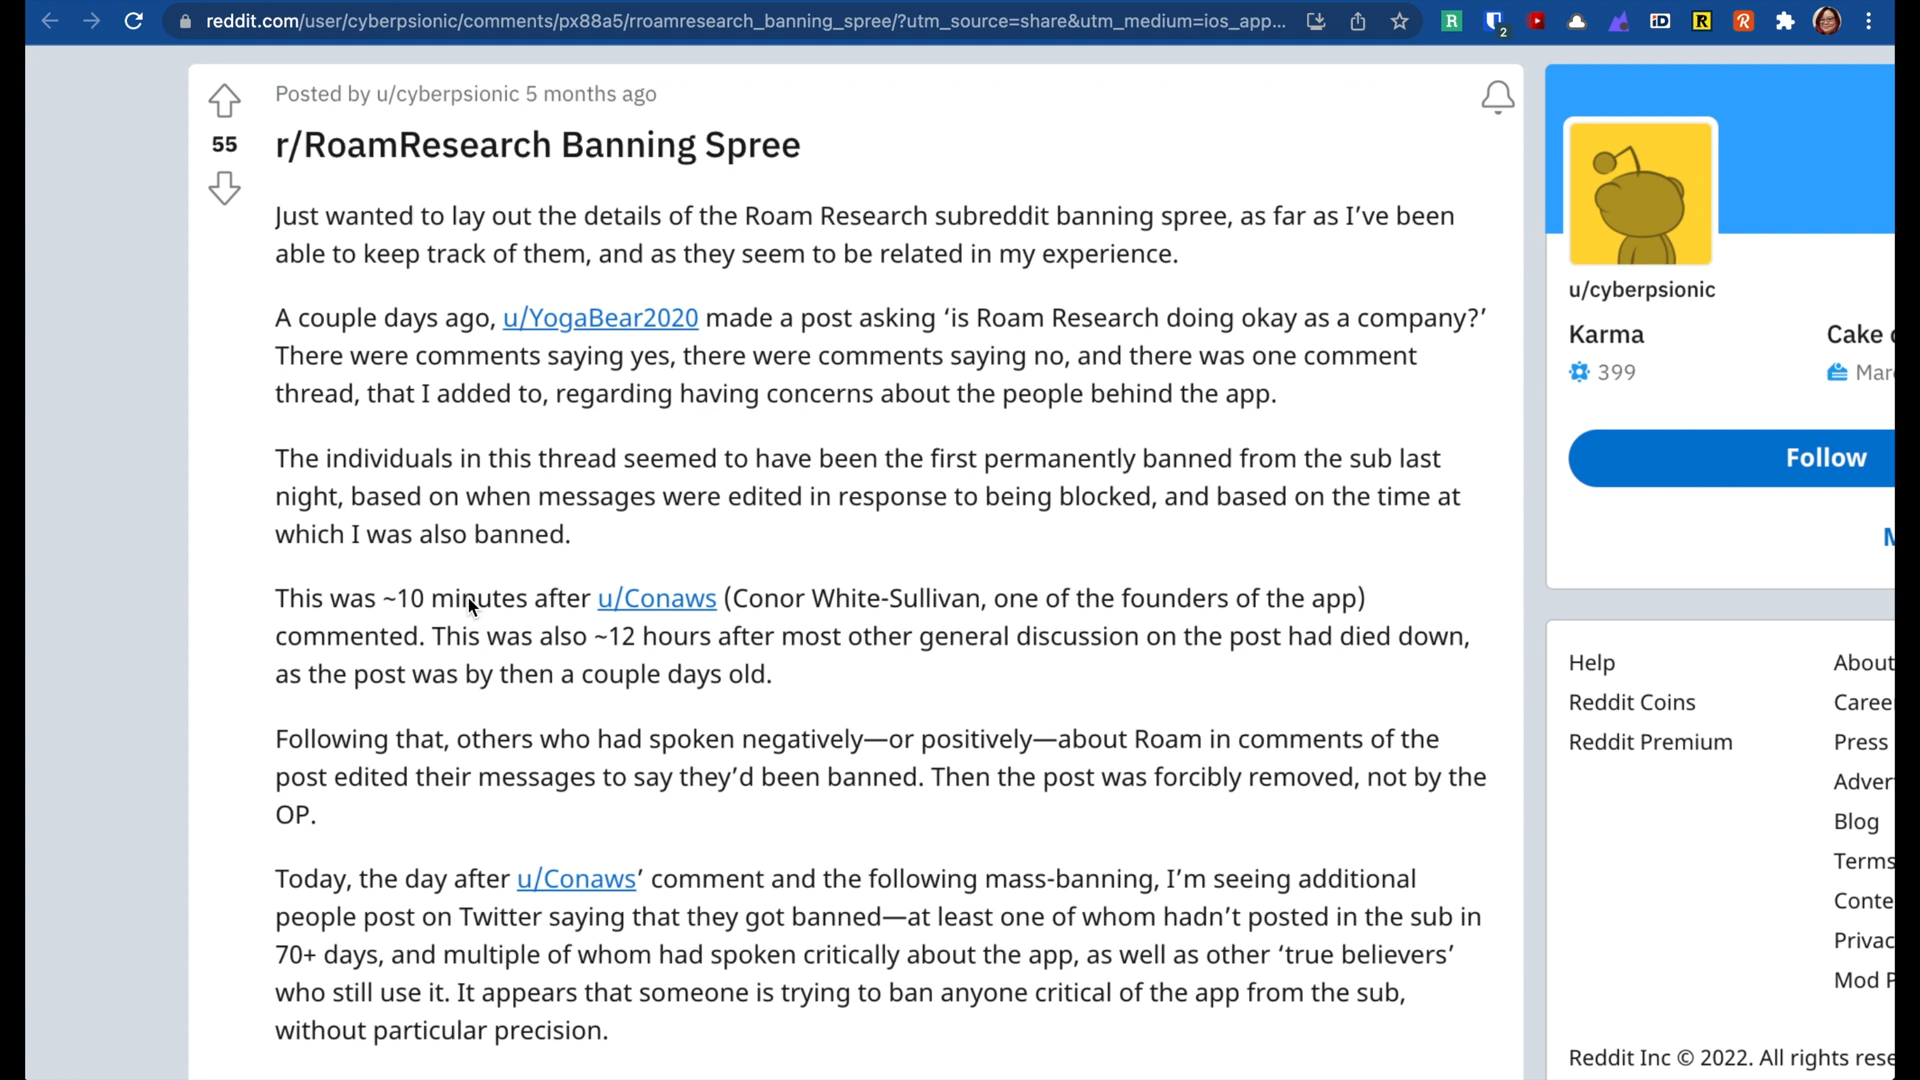 reddit.com/user/cyberpsionic/comments/px88a5/rroamresearch_banning_spree/?utm_source=share&utm_medium=ios_app...
2
Posted by u/cyberpsionic 5 months ago
55
r/RoamResearch Banning Spree
Just wanted to lay out the details of the Roam Research subreddit banning spree, as far as I’ve been
able to keep track of them, and as they seem to be related in my experience.
A couple days ago, u/YogaBear2020 made a post asking ‘is Roam Research doing okay as a company?’
There were comments saying yes, there were comments saying no, and there was one comment
thread, that I added to, regarding having concerns about the people behind the app.
The individuals in this thread seemed to have been the first permanently banned from the sub last
night, based on when messages were edited in response to being blocked, and based on the time at
which I was also banned.
This was ~10 minutes after u/Conaws (Conor White-Sullivan, one of the founders of the app)
commented. This was also ~12 hours after most other general discussion on the post had died down,
as the post was by then a couple days old.
Following that, others who had spoken negatively—or positively—about Roam in comments of the
post edited their messages to say they’d been banned. Then the post was forcibly removed, not by the
OP.
Today, the day after u/Conaws’ comment and the following mass-banning, I’m seeing additional
people post on Twitter saying that they got banned—at least one of whom hadn’t posted in the sub in
70+ days, and multiple of whom had spoken critically about the app, as well as other ‘true believers’
who still use it. It appears that someone is trying to ban anyone critical of the app from the sub,
without particular precision.
u/cyberpsionic
Karma Cake
399 Mar
Follow
Help About
Reddit Coins Caree
Reddit Premium Press
Adver
Blog
Terms
Conte
Privac
Mod P
Reddit Inc © 2022. All rights rese